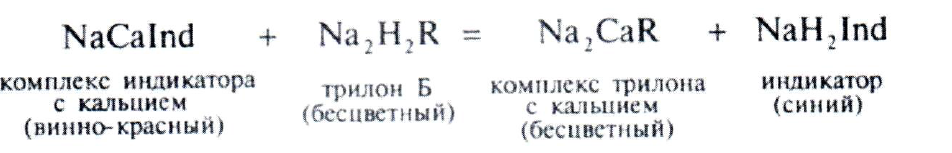 NaCaInd + Na₂H₂R = Na₂CaR + NaH₂Ind
комплекс индикатора с кальцием (винно-красный)
трилон Б (бесцветный)
комплекс трилона с кальцием (бесцветный)
индикатор (синий)